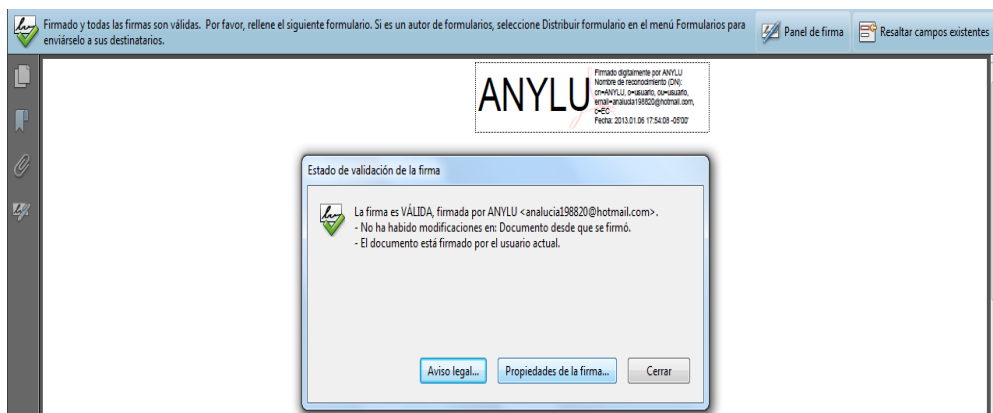 Firmado y todas las firmas son válidas. Por favor, rellene el siguiente formulario. Si es un autor de formularios, seleccione Distribuir formulario en el menú Formularios para
enviárselo a sus destinatarios.
Panel de firma
Resaltar campos existentes
ANYLU
Firmado digitalmente por ANYLU
Nombre de reconocimiento (DN):
cn=ANYLU, o=usuario, ou=usuario,
email=analucia198820@hotmail.com,
c=EC
Fecha: 2013.01.06 17:54:08 -05'00'
Estado de validación de la firma
La firma es VÁLIDA, firmada por ANYLU <analucia198820@hotmail.com>.
- No ha habido modificaciones en: Documento desde que se firmó.
- El documento está firmado por el usuario actual.
Aviso legal...
Propiedades de la firma...
Cerrar